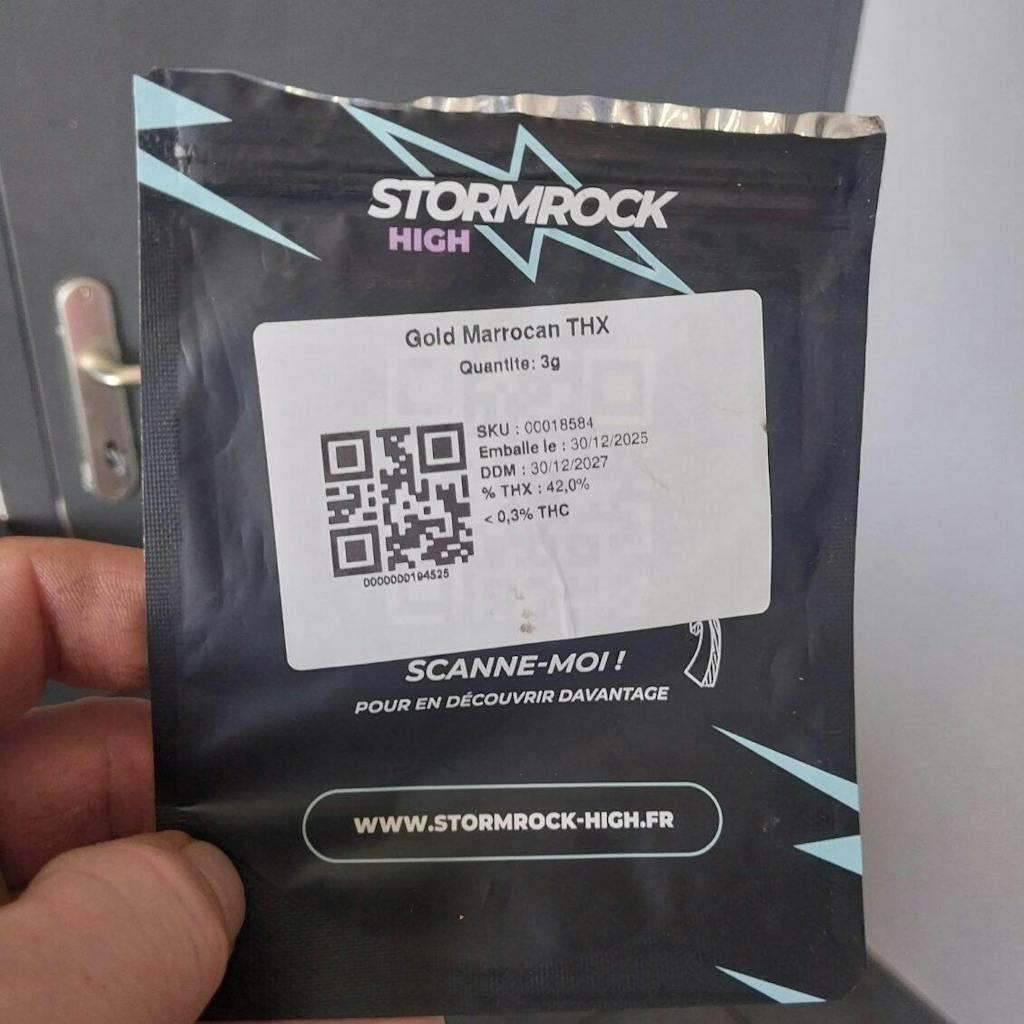 STORMROCK
HIGH
Gold Marrocan THX
Quantite: 3g
SKU : 00018584
Emballe le : 30/12/2025
DDM : 30/12/2027
% THX : 42,0%
< 0,3% THC
0000000194525
SCANNE-MOI !
POUR EN DÉCOUVRIR DAVANTAGE
WWW.STORMROCK-HIGH.FR